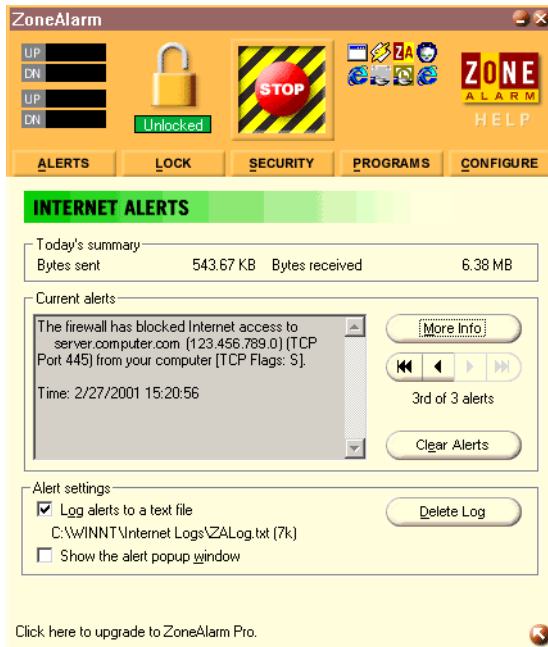 ZoneAlarm
UP
DN
UP
DN
Unlocked
STOP
ZA
ZONE
ALARM
HELP
ALERTS
LOCK
SECURITY
PROGRAMS
CONFIGURE
INTERNET ALERTS
Today's summary
Bytes sent 543.67 KB Bytes received 6.38 MB
Current alerts
The firewall has blocked Internet access to
server.computer.com (123.456.789.0) (TCP
Port 445) from your computer [TCP Flags: S].
Time: 2/27/2001 15:20:56
More Info
3rd of 3 alerts
Clear Alerts
Alert settings
Log alerts to a text file
C:\WINNT\Internet Logs\ZALog.txt (7k)
Show the alert popup window
Delete Log
Click here to upgrade to ZoneAlarm Pro.